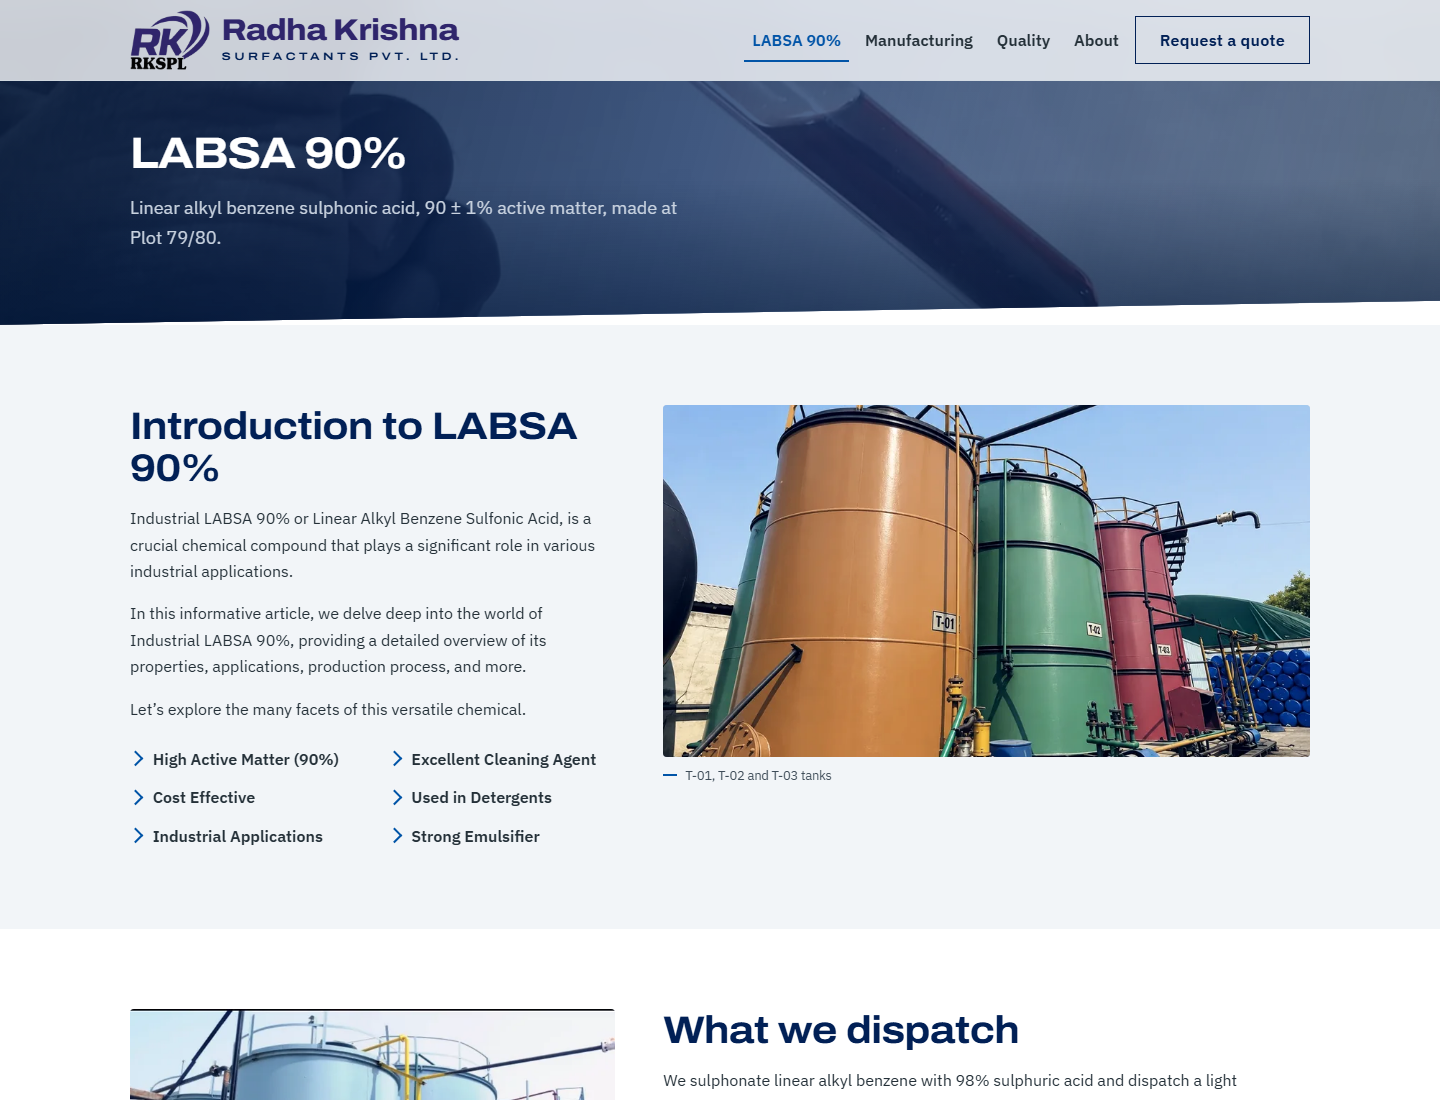 RK
RKSPL
Radha Krishna
SURFACTANTS PVT. LTD.
LABSA 90%
Manufacturing
Quality
About
Request a quote
LABSA 90%
Linear alkyl benzene sulphonic acid, 90 ± 1% active matter, made at
Plot 79/80.
Introduction to LABSA
90%
Industrial LABSA 90% or Linear Alkyl Benzene Sulfonic Acid, is a
crucial chemical compound that plays a significant role in various
industrial applications.
In this informative article, we delve deep into the world of
Industrial LABSA 90%, providing a detailed overview of its
properties, applications, production process, and more.
Let’s explore the many facets of this versatile chemical.
High Active Matter (90%)
Excellent Cleaning Agent
Cost Effective
Used in Detergents
Industrial Applications
Strong Emulsifier
T-01
T-02
T-03
T-01, T-02 and T-03 tanks
What we dispatch
We sulphonate linear alkyl benzene with 98% sulphuric acid and dispatch a light